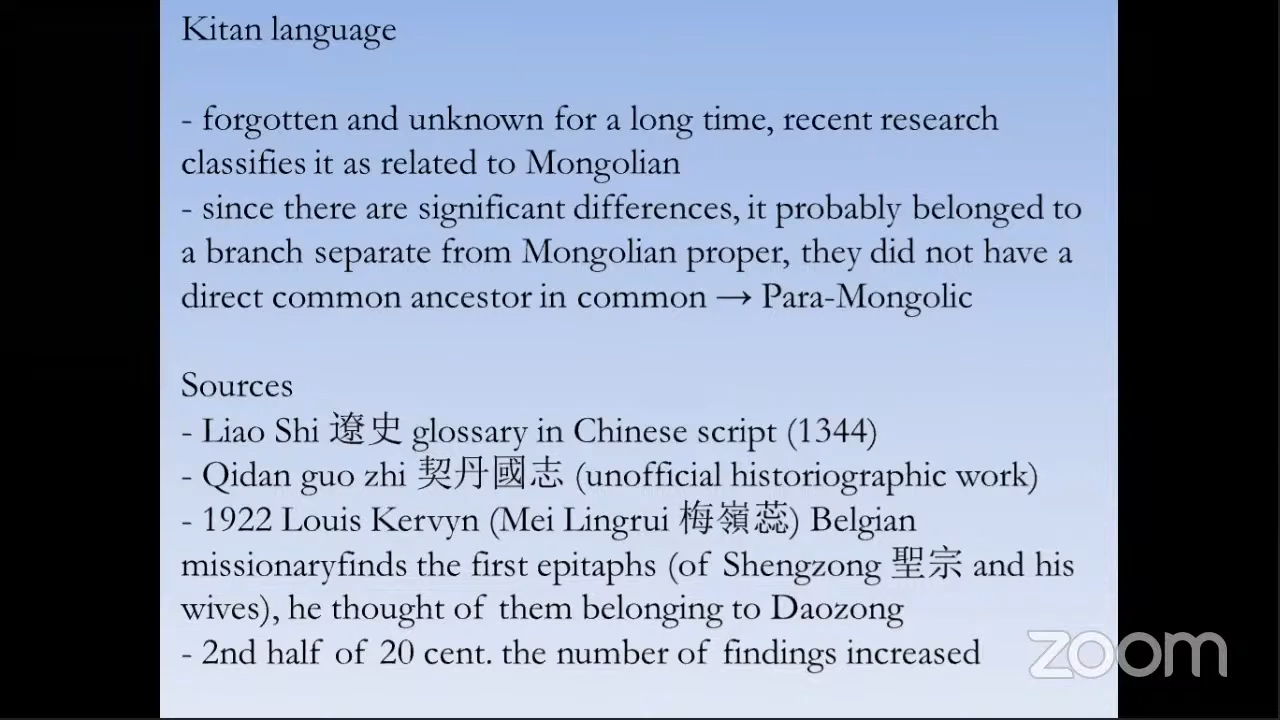 Kitan language
- forgotten and unknown for a long time, recent research
classifies it as related to Mongolian
- since there are significant differences, it probably belonged to
a branch separate from Mongolian proper, they did not have a
direct common ancestor in common → Para-Mongolic
Sources
- Liao Shi 遼史 glossary in Chinese script (1344)
- Qidan guo zhi 契丹國志 (unofficial historiographic work)
- 1922 Louis Kervyn (Mei Lingrui 梅嶺蕊) Belgian
missionaryfinds the first epitaphs (of Shengzong 聖宗 and his
wives), he thought of them belonging to Daozong
- 2nd half of 20 cent. the number of findings increased
zoom